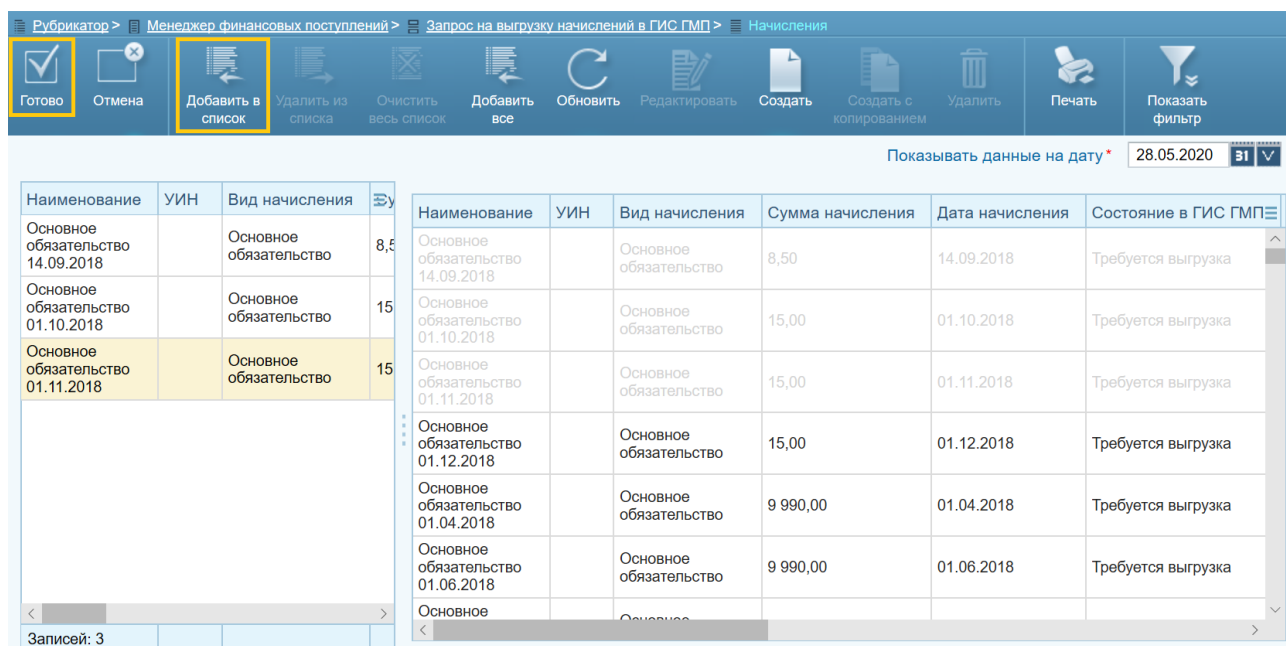 Рубрикатор > Менеджер финансовых поступлений > Запрос на выгрузку начислений в ГИС ГМП > Начисления
Готово Отмена Добавить в список Удалить из списка Очистить весь список Добавить все Обновить Редактировать Создать Создать с копированием Удалить Печать Показать фильтр
Показывать данные на дату* 28.05.2020 31
Наименование УИН Вид начисления
Основное
обязательство
14.09.2018
Основное
обязательство
8,5
Основное
обязательство
01.10.2018
Основное
обязательство
15
Основное
обязательство
01.11.2018
Основное
обязательство
15
Записей: 3
Наименование УИН Вид начисления Сумма начисления Дата начисления Состояние в ГИС ГМП
Основное
обязательство
14.09.2018
Основное
обязательство
8,50 14.09.2018 Требуется выгрузка
Основное
обязательство
01.10.2018
Основное
обязательство
15,00 01.10.2018 Требуется выгрузка
Основное
обязательство
01.11.2018
Основное
обязательство
15,00 01.11.2018 Требуется выгрузка
Основное
обязательство
01.12.2018
Основное
обязательство
15,00 01.12.2018 Требуется выгрузка
Основное
обязательство
01.04.2018
Основное
обязательство
9 990,00 01.04.2018 Требуется выгрузка
Основное
обязательство
01.06.2018
Основное
обязательство
9 990,00 01.06.2018 Требуется выгрузка
Основное